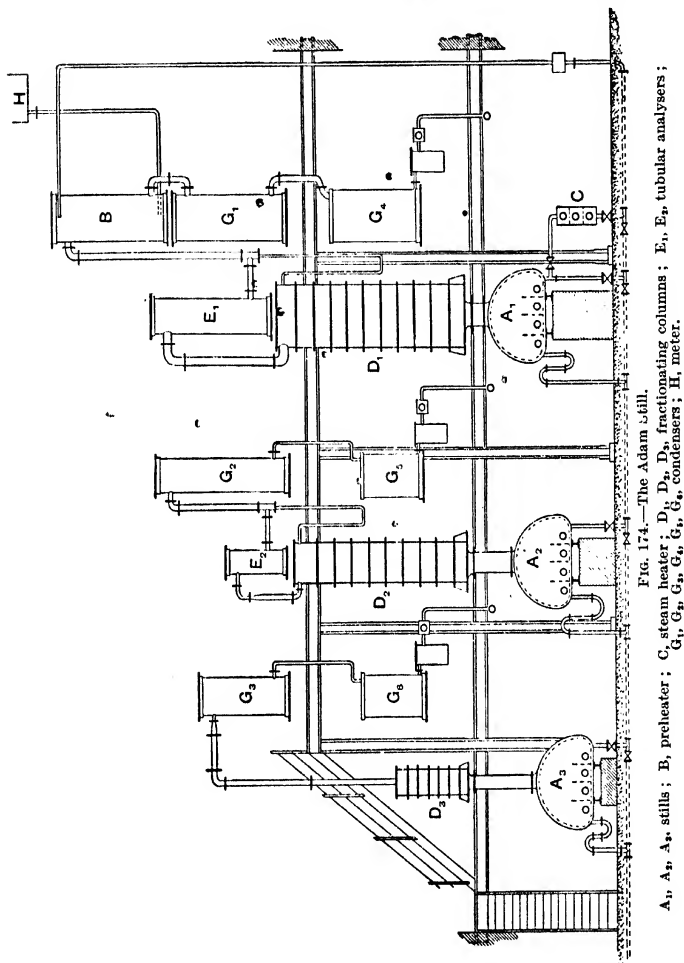 H
B
G₁
G₄
C
E₁
D₁
A₁
G₂
G₅
E₂
D₂
A₂
G₃
G₆
D₃
A₃
FIG. 174.—The Adam Still.
A₁, A₂, A₃, stills ; B, preheater ; C, steam heater ; D₁, D₂, D₃, fractionating columns ; E₁, E₂, tubular analysers ;
G₁, G₂, G₃, G₄, G₅, G₆, condensers ; H, meter.